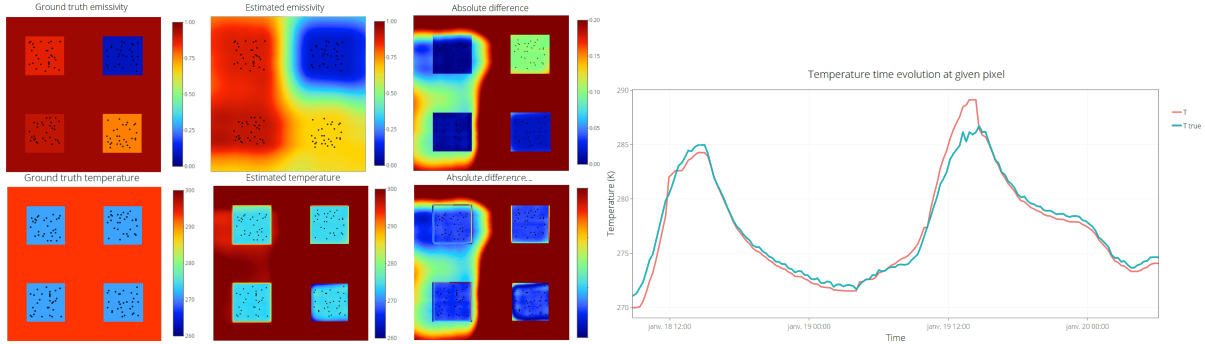 Ground truth emissivity
1.00
0.75
0.50
0.25
0.00
Estimated emissivity
1.00
0.75
0.50
0.25
0.00
Absolute difference
0.20
0.15
0.10
0.05
0.00
Ground truth temperature
300
290
280
270
260
Estimated temperature
300
290
280
270
260
Absolute difference...
Temperature time evolution at given pixel
290
285
280
275
270
Temperature (K)
janv. 18 12:00
janv. 19 00:00
janv. 19 12:00
janv. 20 00:00
Time
T
T true